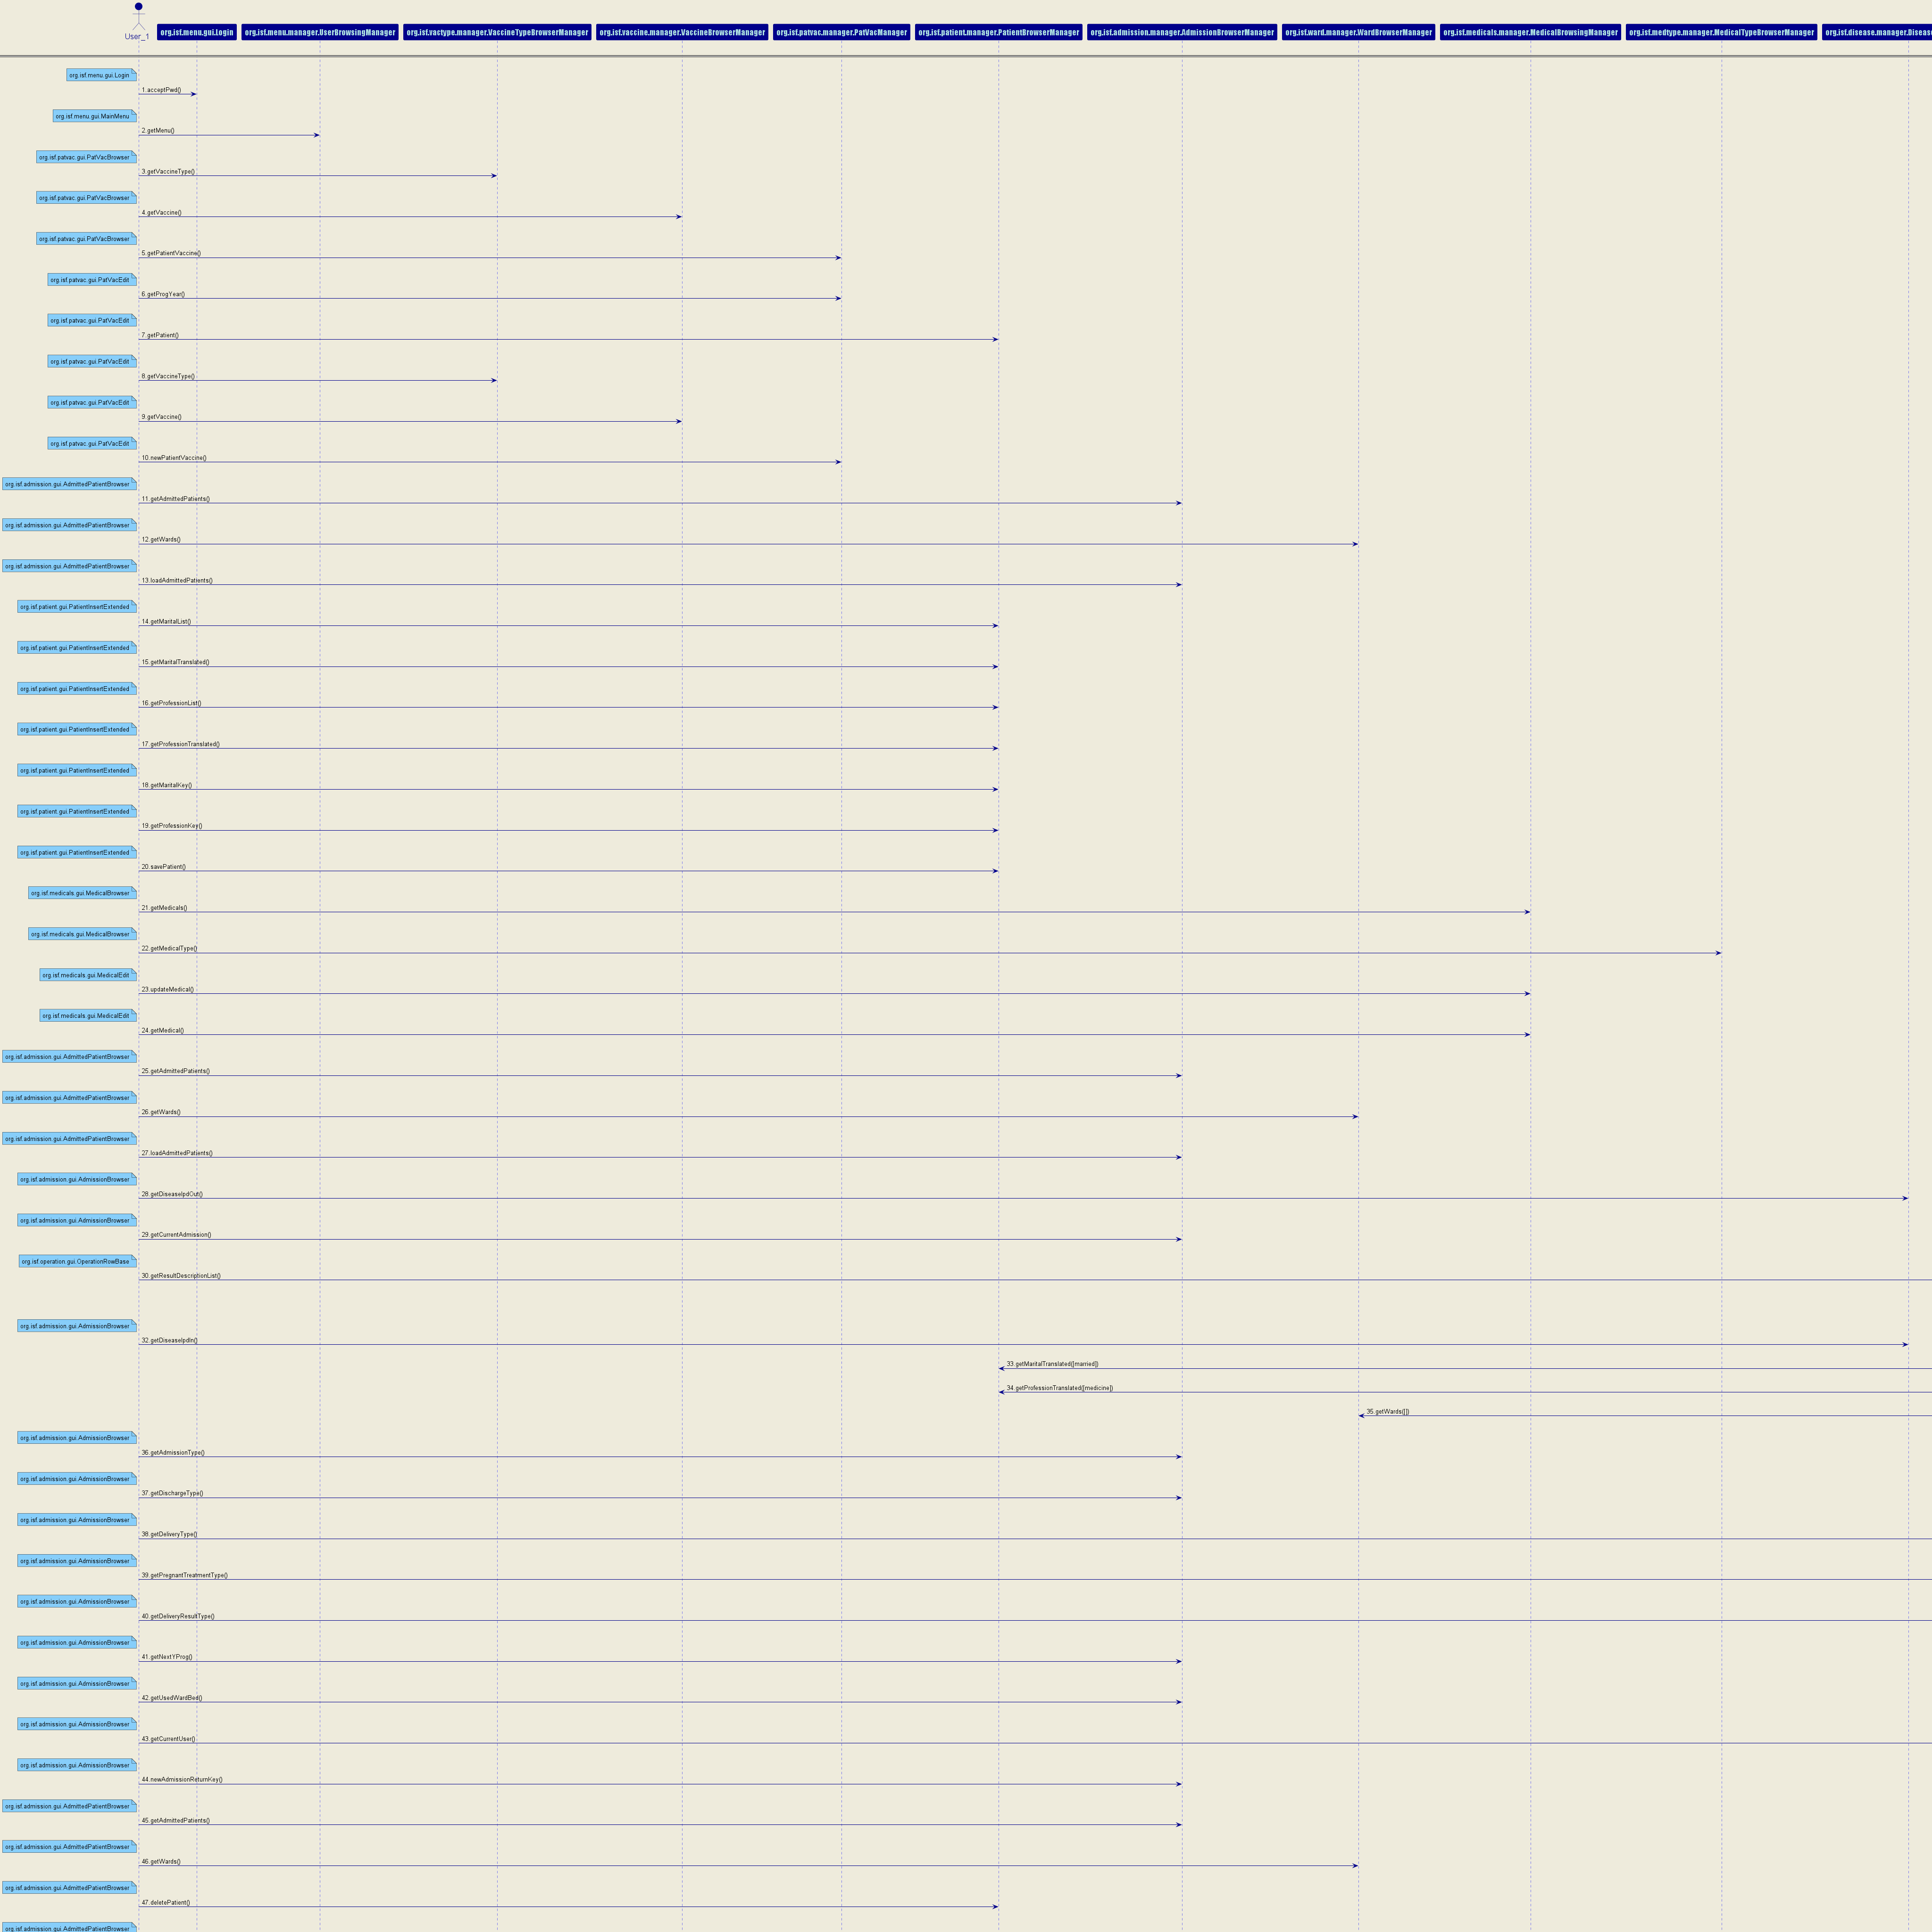 User_1
org.isf.menu.gui.Login
org.isf.menu.manager.UserBrowsingManager
org.isf.vactype.manager.VaccineTypeBrowserManager
org.isf.vaccine.manager.VaccineBrowserManager
org.isf.patvac.manager.PatVacManager
org.isf.patient.manager.PatientBrowserManager
org.isf.admission.manager.AdmissionBrowserManager
org.isf.ward.manager.WardBrowserManager
org.isf.medicals.manager.MedicalBrowsingManager
org.isf.medtype.manager.MedicalTypeBrowserManager
org.isf.disease.manager.Disease
org.isf.menu.gui.Login
1.acceptPwd()
org.isf.menu.gui.MainMenu
2.getMenu()
org.isf.patvac.gui.PatVacBrowser
3.getVaccineType()
org.isf.patvac.gui.PatVacBrowser
4.getVaccine()
org.isf.patvac.gui.PatVacBrowser
5.getPatientVaccine()
org.isf.patvac.gui.PatVacEdit
6.getProgYear()
org.isf.patvac.gui.PatVacEdit
7.getPatient()
org.isf.patvac.gui.PatVacEdit
8.getVaccineType()
org.isf.patvac.gui.PatVacEdit
9.getVaccine()
org.isf.patvac.gui.PatVacEdit
10.newPatientVaccine()
org.isf.admission.gui.AdmittedPatientBrowser
11.getAdmittedPatients()
org.isf.admission.gui.AdmittedPatientBrowser
12.getWards()
org.isf.admission.gui.AdmittedPatientBrowser
13.loadAdmittedPatients()
org.isf.patient.gui.PatientInsertExtended
14.getMaritalList()
org.isf.patient.gui.PatientInsertExtended
15.getMaritalTranslated()
org.isf.patient.gui.PatientInsertExtended
16.getProfessionList()
org.isf.patient.gui.PatientInsertExtended
17.getProfessionTranslated()
org.isf.patient.gui.PatientInsertExtended
18.getMaritalKey()
org.isf.patient.gui.PatientInsertExtended
19.getProfessionKey()
org.isf.patient.gui.PatientInsertExtended
20.savePatient()
org.isf.medicals.gui.MedicalBrowser
21.getMedicals()
org.isf.medicals.gui.MedicalBrowser
22.getMedicalType()
org.isf.medicals.gui.MedicalEdit
23.updateMedical()
org.isf.medicals.gui.MedicalEdit
24.getMedical()
org.isf.admission.gui.AdmittedPatientBrowser
25.getAdmittedPatients()
org.isf.admission.gui.AdmittedPatientBrowser
26.getWards()
org.isf.admission.gui.AdmittedPatientBrowser
27.loadAdmittedPatients()
org.isf.admission.gui.AdmissionBrowser
28.getDiseaseIpdOut()
org.isf.admission.gui.AdmissionBrowser
29.getCurrentAdmission()
org.isf.operation.gui.OperationRowBase
30.getResultDescriptionList()
org.isf.admission.gui.AdmissionBrowser
32.getDiseaseIpdIn()
33.getMaritalTranslated([married])
34.getProfessionTranslated([medicine])
35.getWards([])
org.isf.admission.gui.AdmissionBrowser
36.getAdmissionType()
org.isf.admission.gui.AdmissionBrowser
37.getDischargeType()
org.isf.admission.gui.AdmissionBrowser
38.getDeliveryType()
org.isf.admission.gui.AdmissionBrowser
39.getPregnantTreatmentType()
org.isf.admission.gui.AdmissionBrowser
40.getDeliveryResultType()
org.isf.admission.gui.AdmissionBrowser
41.getNextYProg()
org.isf.admission.gui.AdmissionBrowser
42.getUsedWardBed()
org.isf.admission.gui.AdmissionBrowser
43.getCurrentUser()
org.isf.admission.gui.AdmissionBrowser
44.newAdmissionReturnKey()
org.isf.admission.gui.AdmittedPatientBrowser
45.getAdmittedPatients()
org.isf.admission.gui.AdmittedPatientBrowser
46.getWards()
org.isf.admission.gui.AdmittedPatientBrowser
47.deletePatient()
org.isf.admission.gui.AdmittedPatientBrowser